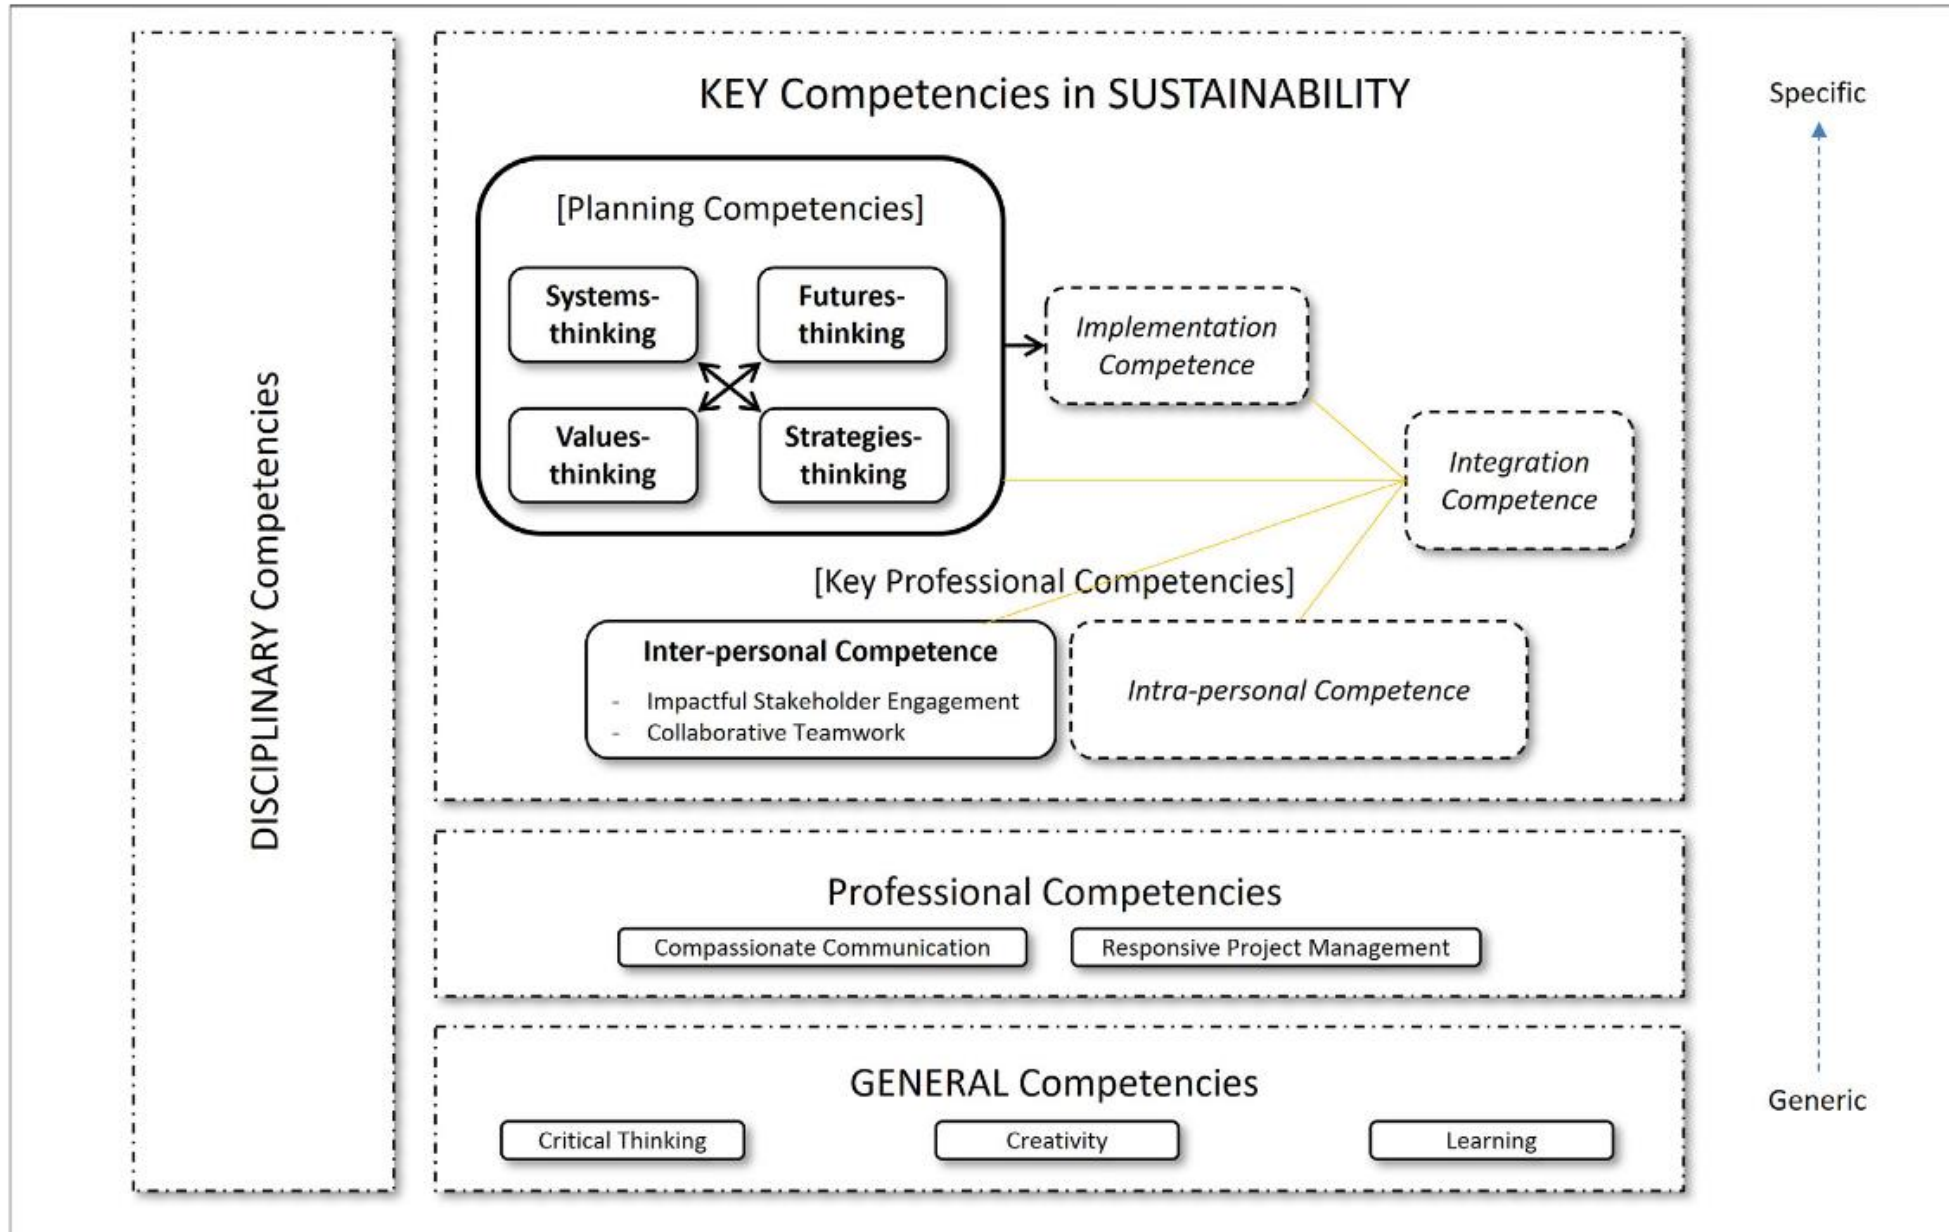 DISCIPLINARY Competencies
KEY Competencies in SUSTAINABILITY
[Planning Competencies]
Systems-
thinking
Futures-
thinking
Values-
thinking
Strategies-
thinking
Implementation
Competence
Integration
Competence
[Key Professional Competencies]
Inter-personal Competence
- Impactful Stakeholder Engagement
- Collaborative Teamwork
Intra-personal Competence
Professional Competencies
Compassionate Communication
Responsive Project Management
GENERAL Competencies
Critical Thinking
Creativity
Learning
Specific
Generic